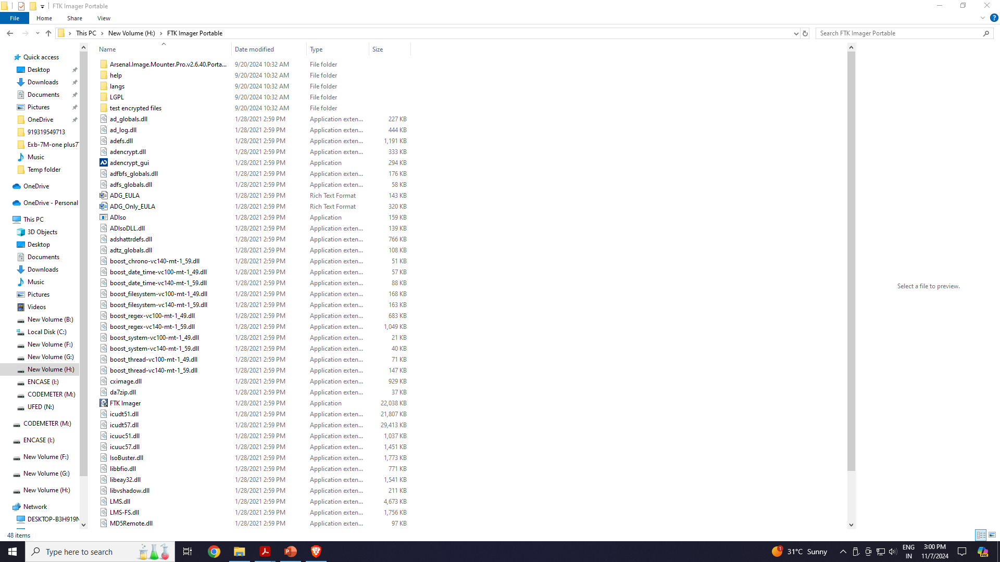 FTK Imager Portable
File Home Share View
This PC New Volume (H:) FTK Imager Portable Search FTK Imager Portable
Name Date modified Type Size
Quick access
Desktop
Downloads
Documents
Pictures
OneDrive
919319549713
Exb-7M-one plus7
Music
Temp folder
OneDrive
OneDrive - Personal
This PC
3D Objects
Desktop
Documents
Downloads
Music
Pictures
Videos
New Volume (B:)
Local Disk (C:)
New Volume (F:)
New Volume (G:)
New Volume (H:)
ENCASE (I:)
CODEMETER (M:)
UFED (N:)
CODEMETER (M:)
ENCASE (I:)
New Volume (F:)
New Volume (G:)
New Volume (H:)
Network
DESKTOP-B3H919N
Arsenal.Image.Mounter.Pro.v2.6.40.Porta... 9/20/2024 10:32 AM File folder
help 9/20/2024 10:32 AM File folder
langs 9/20/2024 10:32 AM File folder
LGPL 9/20/2024 10:32 AM File folder
test encrypted files 9/20/2024 10:32 AM File folder
ad_globals.dll 1/28/2021 2:59 PM Application exten... 227 KB
ad_log.dll 1/28/2021 2:59 PM Application exten... 444 KB
adefs.dll 1/28/2021 2:59 PM Application exten... 1,191 KB
adencrypt.dll 1/28/2021 2:59 PM Application exten... 333 KB
adencrypt_gui 1/28/2021 2:59 PM Application 294 KB
adfbfs_globals.dll 1/28/2021 2:59 PM Application exten... 176 KB
adfs_globals.dll 1/28/2021 2:59 PM Application exten... 58 KB
ADG_EULA 1/28/2021 2:59 PM Rich Text Format 143 KB
ADG_Only_EULA 1/28/2021 2:59 PM Rich Text Format 320 KB
ADIso 1/28/2021 2:59 PM Application 159 KB
ADIsoDLL.dll 1/28/2021 2:59 PM Application exten... 139 KB
adshattrdefs.dll 1/28/2021 2:59 PM Application exten... 766 KB
adtz_globals.dll 1/28/2021 2:59 PM Application exten... 108 KB
boost_chrono-vc140-mt-1_59.dll 1/28/2021 2:59 PM Application exten... 51 KB
boost_date_time-vc100-mt-1_49.dll 1/28/2021 2:59 PM Application exten... 57 KB
boost_date_time-vc140-mt-1_59.dll 1/28/2021 2:59 PM Application exten... 88 KB
boost_filesystem-vc100-mt-1_49.dll 1/28/2021 2:59 PM Application exten... 168 KB
boost_filesystem-vc140-mt-1_59.dll 1/28/2021 2:59 PM Application exten... 163 KB
boost_regex-vc100-mt-1_49.dll 1/28/2021 2:59 PM Application exten... 683 KB
boost_regex-vc140-mt-1_59.dll 1/28/2021 2:59 PM Application exten... 1,049 KB
boost_system-vc100-mt-1_49.dll 1/28/2021 2:59 PM Application exten... 21 KB
boost_system-vc140-mt-1_59.dll 1/28/2021 2:59 PM Application exten... 40 KB
boost_thread-vc100-mt-1_49.dll 1/28/2021 2:59 PM Application exten... 71 KB
boost_thread-vc140-mt-1_59.dll 1/28/2021 2:59 PM Application exten... 147 KB
cximage.dll 1/28/2021 2:59 PM Application exten... 929 KB
da7zip.dll 1/28/2021 2:59 PM Application exten... 37 KB
FTK Imager 1/28/2021 2:59 PM Application 22,038 KB
icudt51.dll 1/28/2021 2:59 PM Application exten... 21,807 KB
icudt57.dll 1/28/2021 2:59 PM Application exten... 29,413 KB
icuuc51.dll 1/28/2021 2:59 PM Application exten... 1,037 KB
icuuc57.dll 1/28/2021 2:59 PM Application exten... 1,451 KB
IsoBuster.dll 1/28/2021 2:59 PM Application exten... 1,773 KB
libbfio.dll 1/28/2021 2:59 PM Application exten... 771 KB
libeay32.dll 1/28/2021 2:59 PM Application exten... 1,541 KB
libvshadow.dll 1/28/2021 2:59 PM Application exten... 211 KB
LMS.dll 1/28/2021 2:59 PM Application exten... 4,673 KB
LMS-FS.dll 1/28/2021 2:59 PM Application exten... 1,756 KB
MD5Remote.dll 1/28/2021 2:59 PM Application exten... 97 KB
Select a file to preview.
48 items
Type here to search
1 31°C Sunny
ENG
IN
3:00 PM
11/7/2024
PRE